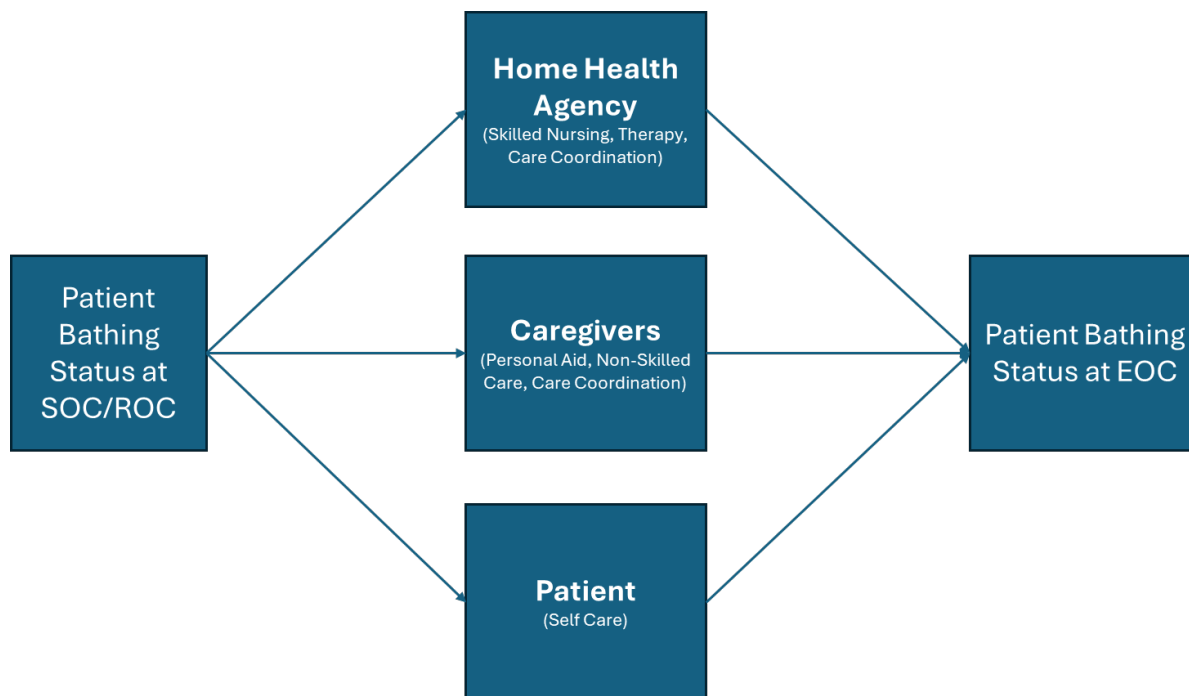 Patient
Bathing
Status at
SOC/ROC
Home Health
Agency
(Skilled Nursing, Therapy,
Care Coordination)
Caregivers
(Personal Aid, Non-Skilled
Care, Care Coordination)
Patient
(Self Care)
Patient Bathing
Status at EOC